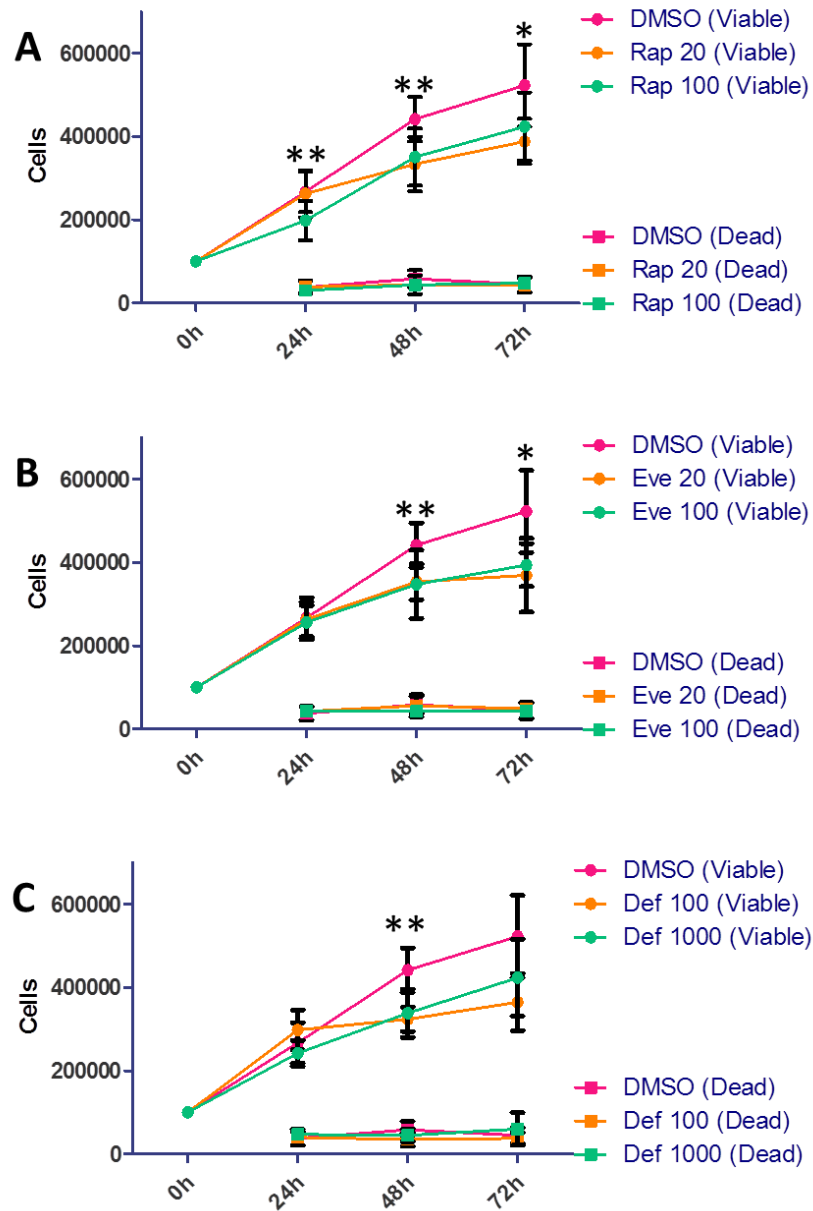 A
Cells
600000
400000
200000
0
**
**
*
0h
24h
48h
72h
DMSO (Viable)
Rap 20 (Viable)
Rap 100 (Viable)
DMSO (Dead)
Rap 20 (Dead)
Rap 100 (Dead)
B
Cells
600000
400000
200000
0
**
*
0h
24h
48h
72h
DMSO (Viable)
Eve 20 (Viable)
Eve 100 (Viable)
DMSO (Dead)
Eve 20 (Dead)
Eve 100 (Dead)
C
Cells
600000
400000
200000
0
**
0h
24h
48h
72h
DMSO (Viable)
Def 100 (Viable)
Def 1000 (Viable)
DMSO (Dead)
Def 100 (Dead)
Def 1000 (Dead)